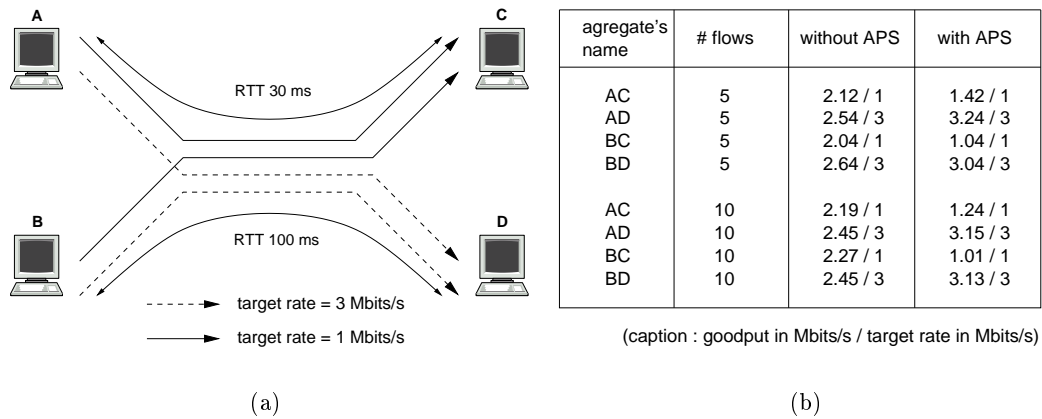 A
C
RTT 30 ms
B
D
RTT 100 ms
target rate = 3 Mbits/s
target rate = 1 Mbits/s
(a)
agregate's name # flows without APS with APS
AC 5 2.12 / 1 1.42 / 1
AD 5 2.54 / 3 3.24 / 3
BC 5 2.04 / 1 1.04 / 1
BD 5 2.64 / 3 3.04 / 3
AC 10 2.19 / 1 1.24 / 1
AD 10 2.45 / 3 3.15 / 3
BC 10 2.27 / 1 1.01 / 1
BD 10 2.45 / 3 3.13 / 3
(caption : goodput in Mbits/s / target rate in Mbits/s)
(b)